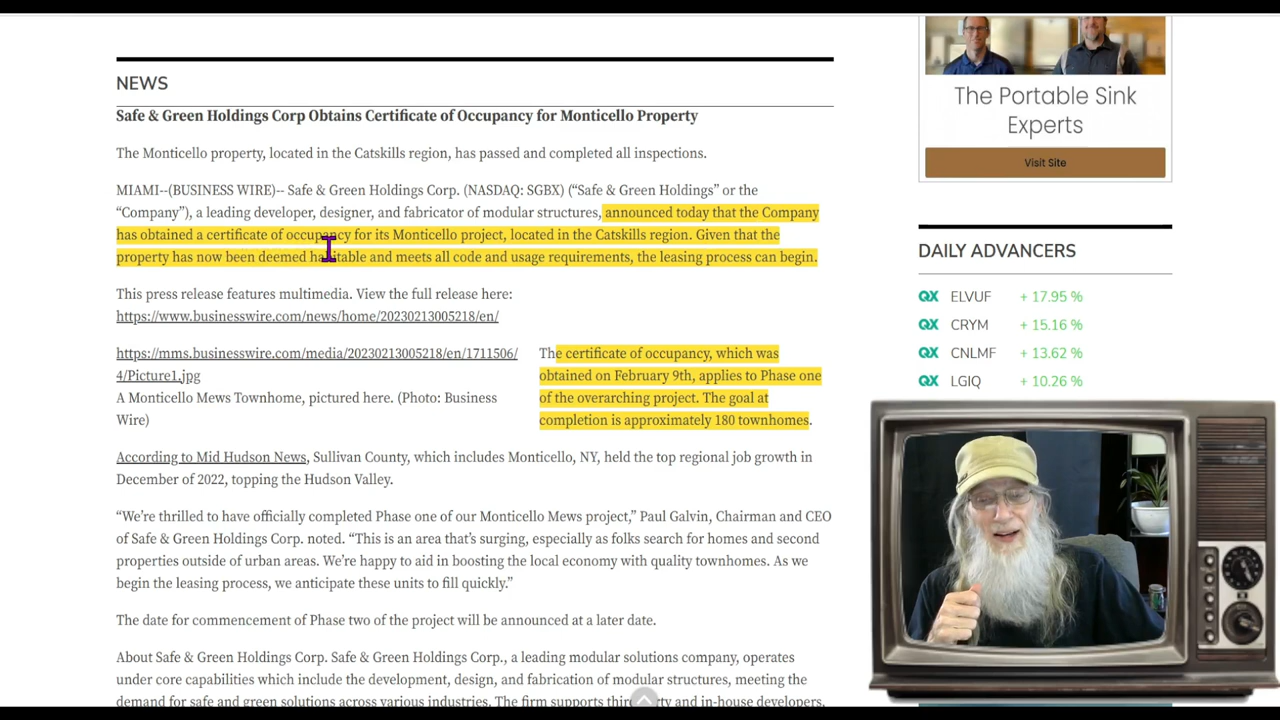 NEWS
Safe & Green Holdings Corp Obtains Certificate of Occupancy for Monticello Property
The Monticello property, located in the Catskills region, has passed and completed all inspections.
MIAMI--(BUSINESS WIRE)-- Safe & Green Holdings Corp. (NASDAQ: SGBX) (“Safe & Green Holdings” or the
“Company”), a leading developer, designer, and fabricator of modular structures, announced today that the Company
has obtained a certificate of occupancy for its Monticello project, located in the Catskills region. Given that the
property has now been deemed habitable and meets all code and usage requirements, the leasing process can begin.
This press release features multimedia. View the full release here:
https://www.businesswire.com/news/home/20230213005218/en/
https://mms.businesswire.com/media/20230213005218/en/1711506/
4/Picture1.jpg
A Monticello Mews Townhome, pictured here. (Photo: Business
Wire)
The certificate of occupancy, which was
obtained on February 9th, applies to Phase one
of the overarching project. The goal at
completion is approximately 180 townhomes.
According to Mid Hudson News, Sullivan County, which includes Monticello, NY, held the top regional job growth in
December of 2022, topping the Hudson Valley.
“We’re thrilled to have officially completed Phase one of our Monticello Mews project,” Paul Galvin, Chairman and CEO
of Safe & Green Holdings Corp. noted. “This is an area that’s surging, especially as folks search for homes and second
properties outside of urban areas. We’re happy to aid in boosting the local economy with quality townhomes. As we
begin the leasing process, we anticipate these units to fill quickly.”
The date for commencement of Phase two of the project will be announced at a later date.
About Safe & Green Holdings Corp. Safe & Green Holdings Corp., a leading modular solutions company, operates
under core capabilities which include the development, design, and fabrication of modular structures, meeting the
demand for safe and green solutions across various industries. The firm supports third-party and in-house developers,
The Portable Sink
Experts
Visit Site
DAILY ADVANCERS
QX ELVUF + 17.95 %
QX CRYM + 15.16 %
QX CNLMF + 13.62 %
QX LGIQ + 10.26 %